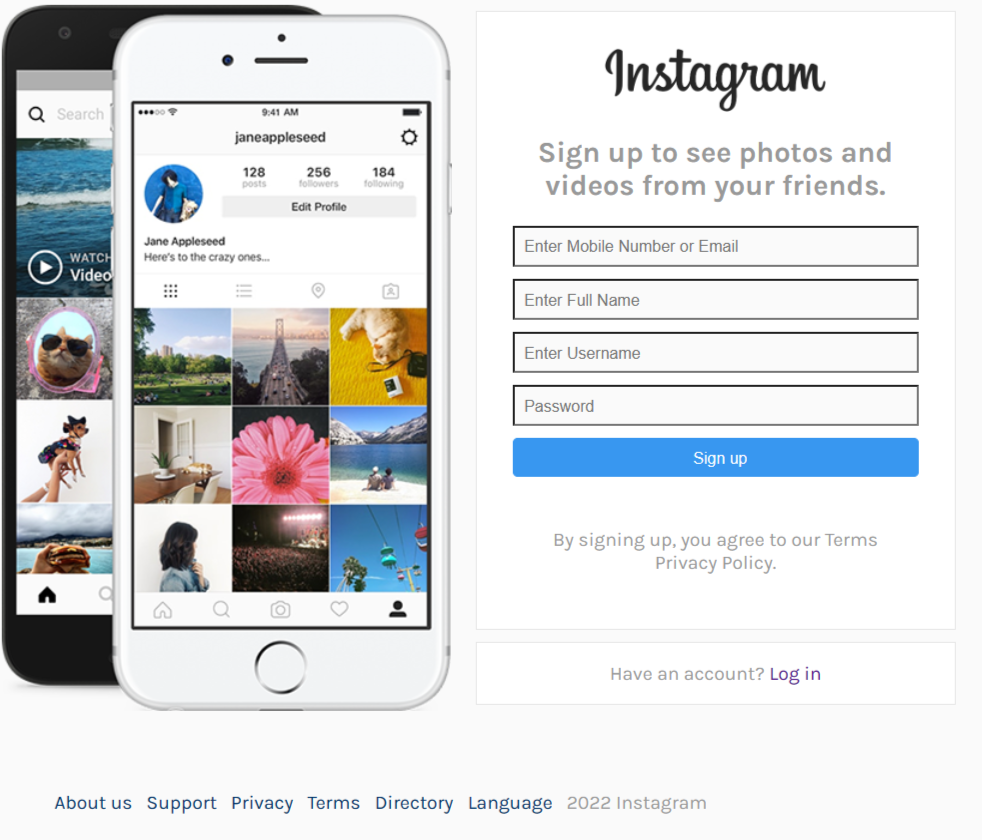 Search
WATCH
Video
9:41 AM
janeappleseed
128 256 184
posts followers following
Edit Profile
Jane Appleseed
Here's to the crazy ones...
Instagram
Sign up to see photos and
videos from your friends.
Enter Mobile Number or Email
Enter Full Name
Enter Username
Password
Sign up
By signing up, you agree to our Terms
Privacy Policy.
Have an account? Log in
About us Support Privacy Terms Directory Language 2022 Instagram